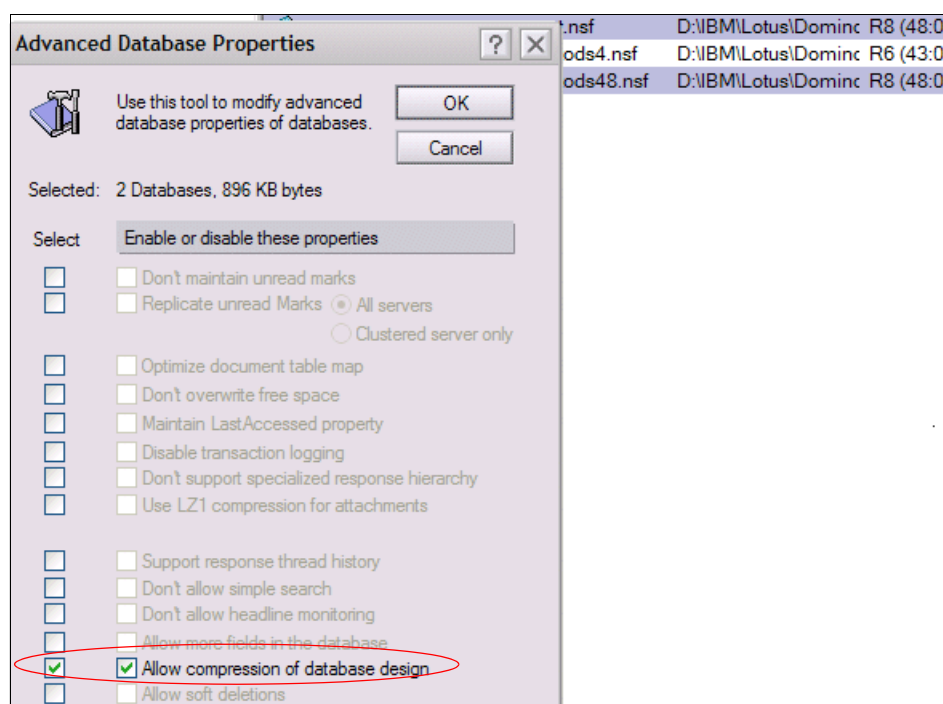 t.nsf D:\IBM\Lotus\Dominc R8 (48:0
Advanced Database Properties
ods4.nsf D:\IBM\Lotus\Dominc R6 (43:0
ods48.nsf D:\IBM\Lotus\Dominc R8 (48:0
Use this tool to modify advanced
database properties of databases.
OK
Cancel
Selected: 2 Databases, 896 KB bytes
Select Enable or disable these properties
Don't maintain unread marks
Replicate unread Marks All servers
Clustered server only
Optimize document table map
Don't overwrite free space
Maintain LastAccessed property
Disable transaction logging
Don't support specialized response hierarchy
Use LZ1 compression for attachments
Support response thread history
Don't allow simple search
Don't allow headline monitoring
Allow more fields in the database
Allow compression of database design
Allow soft deletions